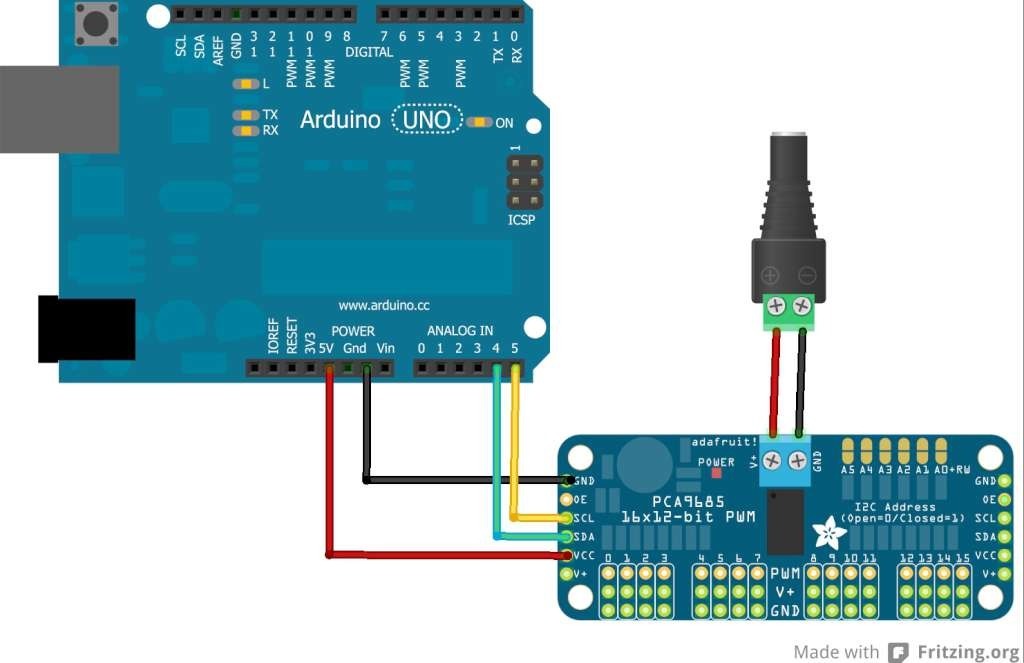 SCL
SDA
AREF
GND
13
12
PWM 11
PWM 10
PWM 9
8
DIGITAL
7
PWM 6
PWM 5
4
PWM 3
2
TX 1
RX 0
L
TX
RX
Arduino UNO ON
1
ICSP
www.arduino.cc
POWER
ANALOG IN
IOREF
RESET
3V3
5V Gnd Vin
0 1 2 3 4 5
adafruit!
V+
GND
POWER
A5 A4 A3 A2 A1 A0+RW
PCA9685
16x12-bit PWM
I2C Address
(Open=0/Closed=1)
GND
OE
SCL
SDA
VCC
V+
GND
OE
SCL
SDA
VCC
V+
0 1 2 3 4 5 6 7 8 9 10 11 12 13 14 15
PWM
V+
GND
Made with Fritzing.org